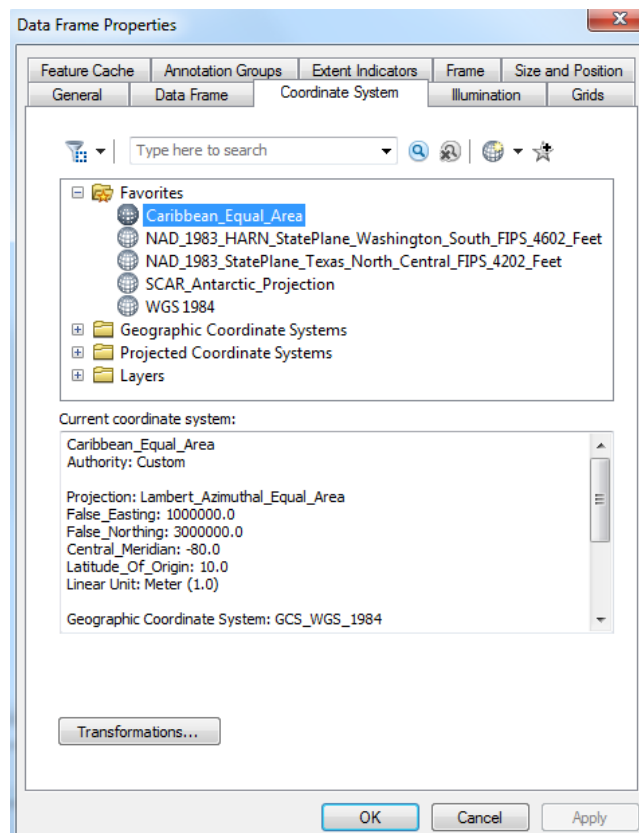 Data Frame Properties
Feature Cache Annotation Groups Extent Indicators Frame Size and Position
General Data Frame Coordinate System Illumination Grids
Type here to search
Favorites
Caribbean_Equal_Area
NAD_1983_HARN_StatePlane_Washington_South_FIPS_4602_Feet
NAD_1983_StatePlane_Texas_North_Central_FIPS_4202_Feet
SCAR_Antarctic_Projection
WGS 1984
Geographic Coordinate Systems
Projected Coordinate Systems
Layers
Current coordinate system:
Caribbean_Equal_Area
Authority: Custom
Projection: Lambert_Azimuthal_Equal_Area
False_Easting: 1000000.0
False_Northing: 3000000.0
Central_Meridian: -80.0
Latitude_Of_Origin: 10.0
Linear Unit: Meter (1.0)
Geographic Coordinate System: GCS_WGS_1984
Transformations...
OK Cancel Apply